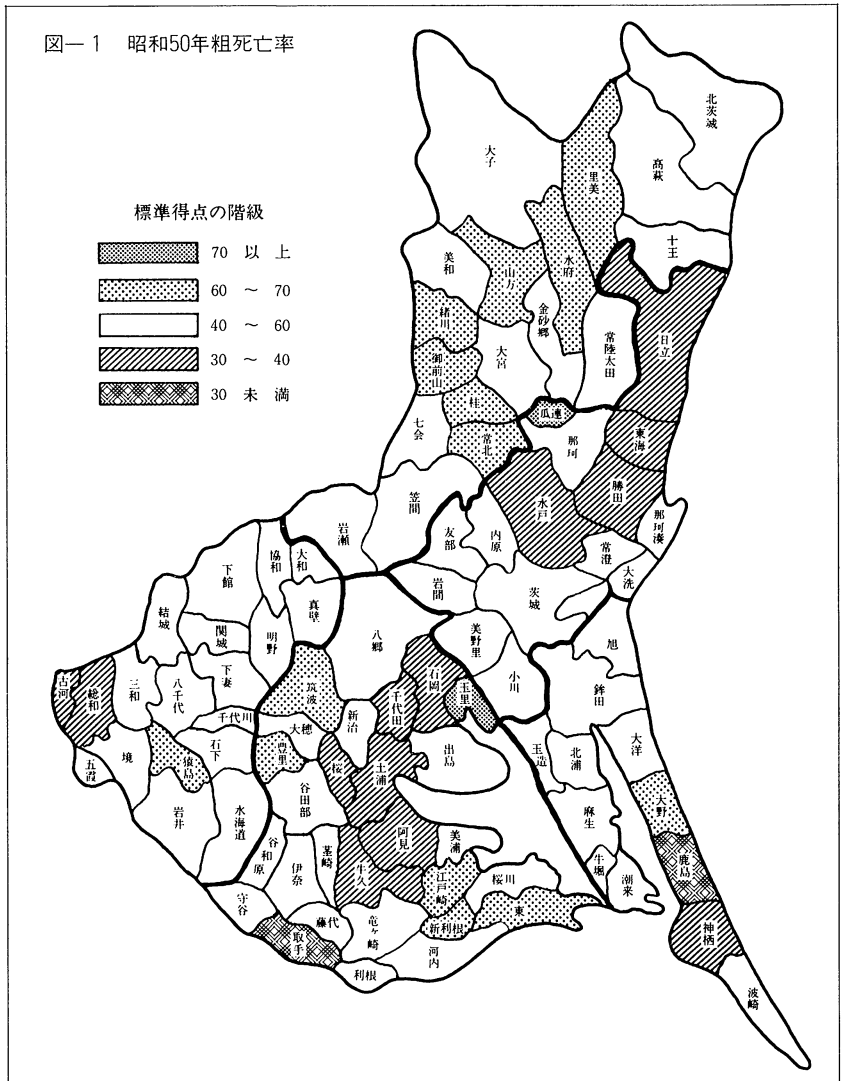 図―1 昭和50年粗死亡率
標準得点の階級
70 以 上
60 ～ 70
40 ～ 60
30 ～ 40
30 未 満
北茨城
大子
高萩
里美
十王
水府
美和
山方
金砂郷
緒川
常陸太田
日立
大宮
御前山
桂
瓜連
七会
常北
那珂
東海
勝田
水戸
笠間
那珂湊
岩瀬
友部
内原
常澄
大洗
協和
大和
下館
岩間
茨城
真壁
結城
関城
明野
八郷
美野里
旭
下妻
小川
石岡
古河
総和
三和
八千代
筑波
千代田
玉里
鉾田
千代川
新治
大穂
大洋
五霞
境
猿島
石下
豊里
桜
土浦
出島
玉造
北浦
谷田部
大野
岩井
水海道
阿見
美浦
麻生
谷和原
伊奈
茎崎
牛久
鹿島
江戸崎
桜川
牛堀
潮来
守谷
藤代
竜ヶ崎
新利根
東
神栖
取手
河内
利根
波崎